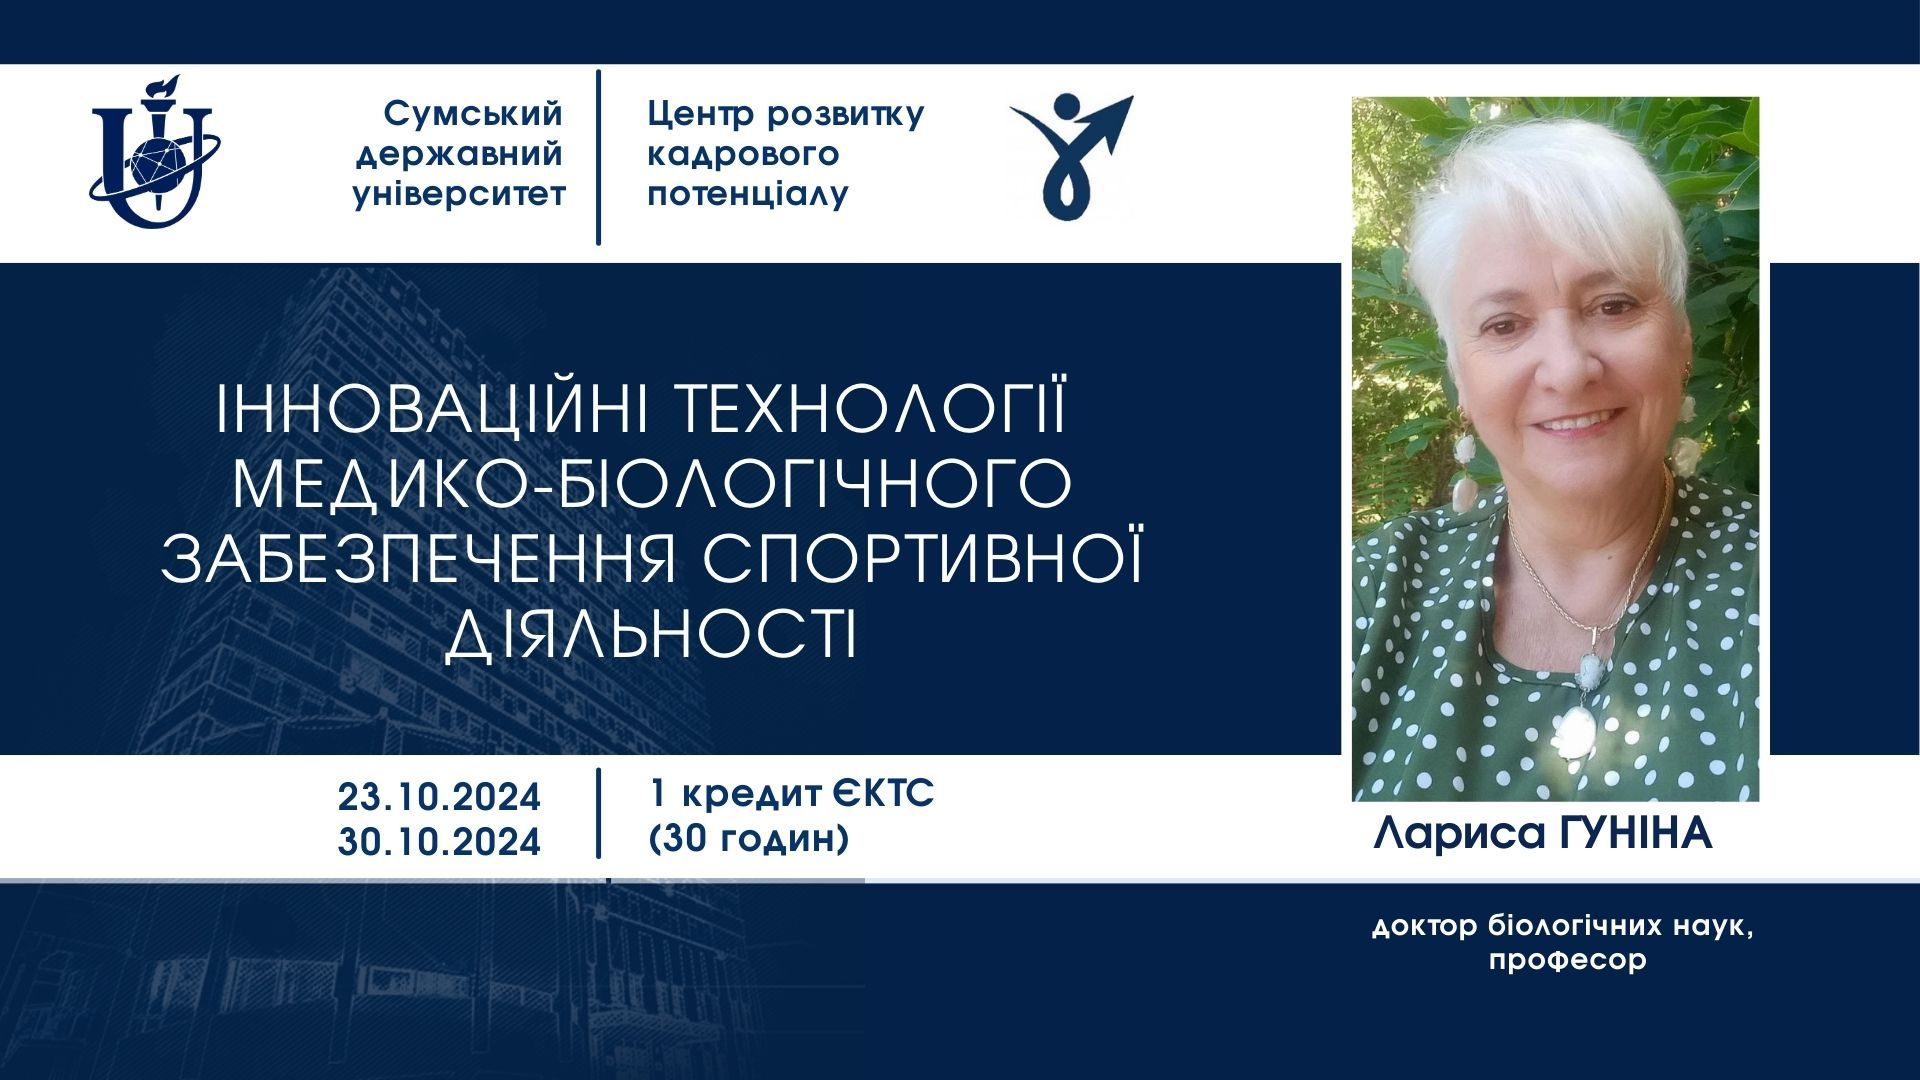 Сумський
державний
університет
Центр розвитку
кадрового
потенціалу
ІННОВАЦІЙНІ ТЕХНОЛОГІЇ
МЕДИКО-БІОЛОГІЧНОГО
ЗАБЕЗПЕЧЕННЯ СПОРТИВНОЇ
ДІЯЛЬНОСТІ
23.10.2024
30.10.2024
1 кредит ЄКТС
(30 годин)
Лариса ГУНІНА
доктор біологічних наук,
професор